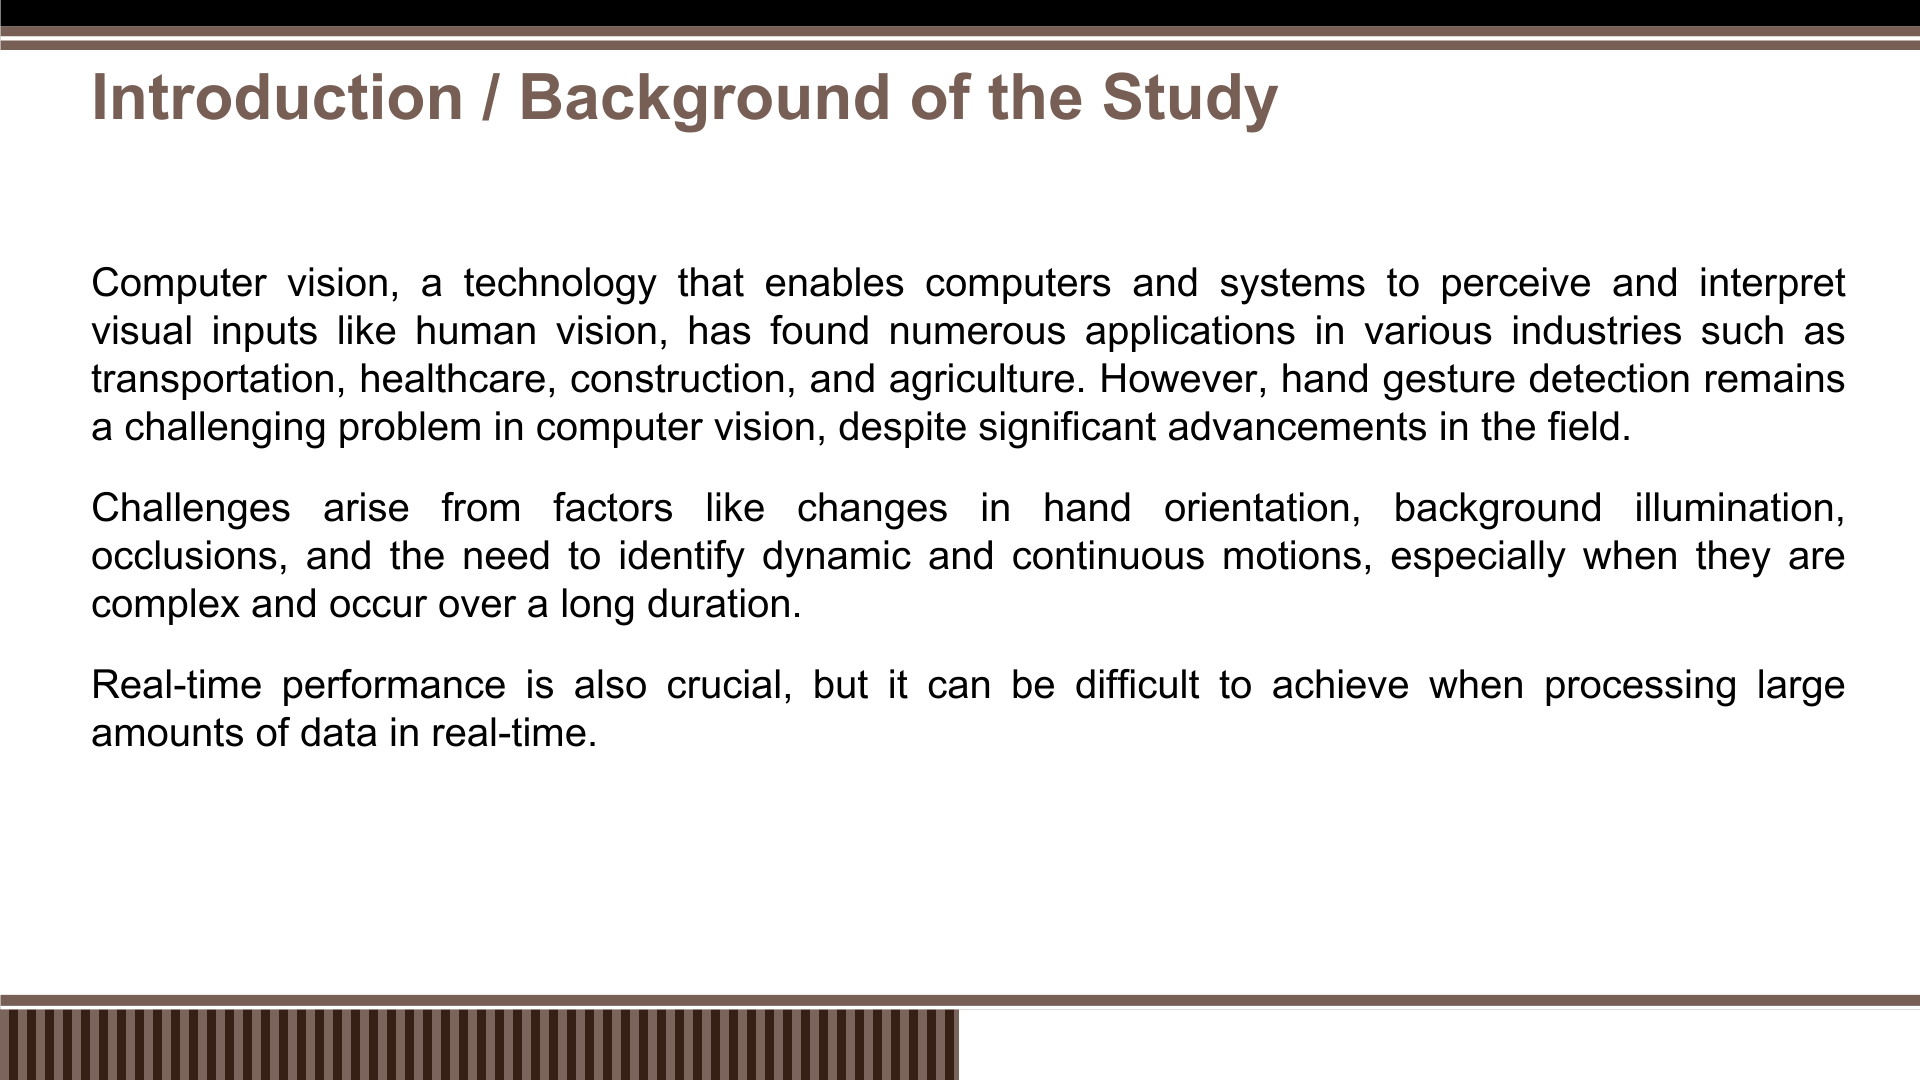 Introduction / Background of the Study
Computer vision, a technology that enables computers and systems to perceive and interpret
visual inputs like human vision, has found numerous applications in various industries such as
transportation, healthcare, construction, and agriculture. However, hand gesture detection remains
a challenging problem in computer vision, despite significant advancements in the field.
Challenges arise from factors like changes in hand orientation, background illumination,
occlusions, and the need to identify dynamic and continuous motions, especially when they are
complex and occur over a long duration.
Real-time performance is also crucial, but it can be difficult to achieve when processing large
amounts of data in real-time.